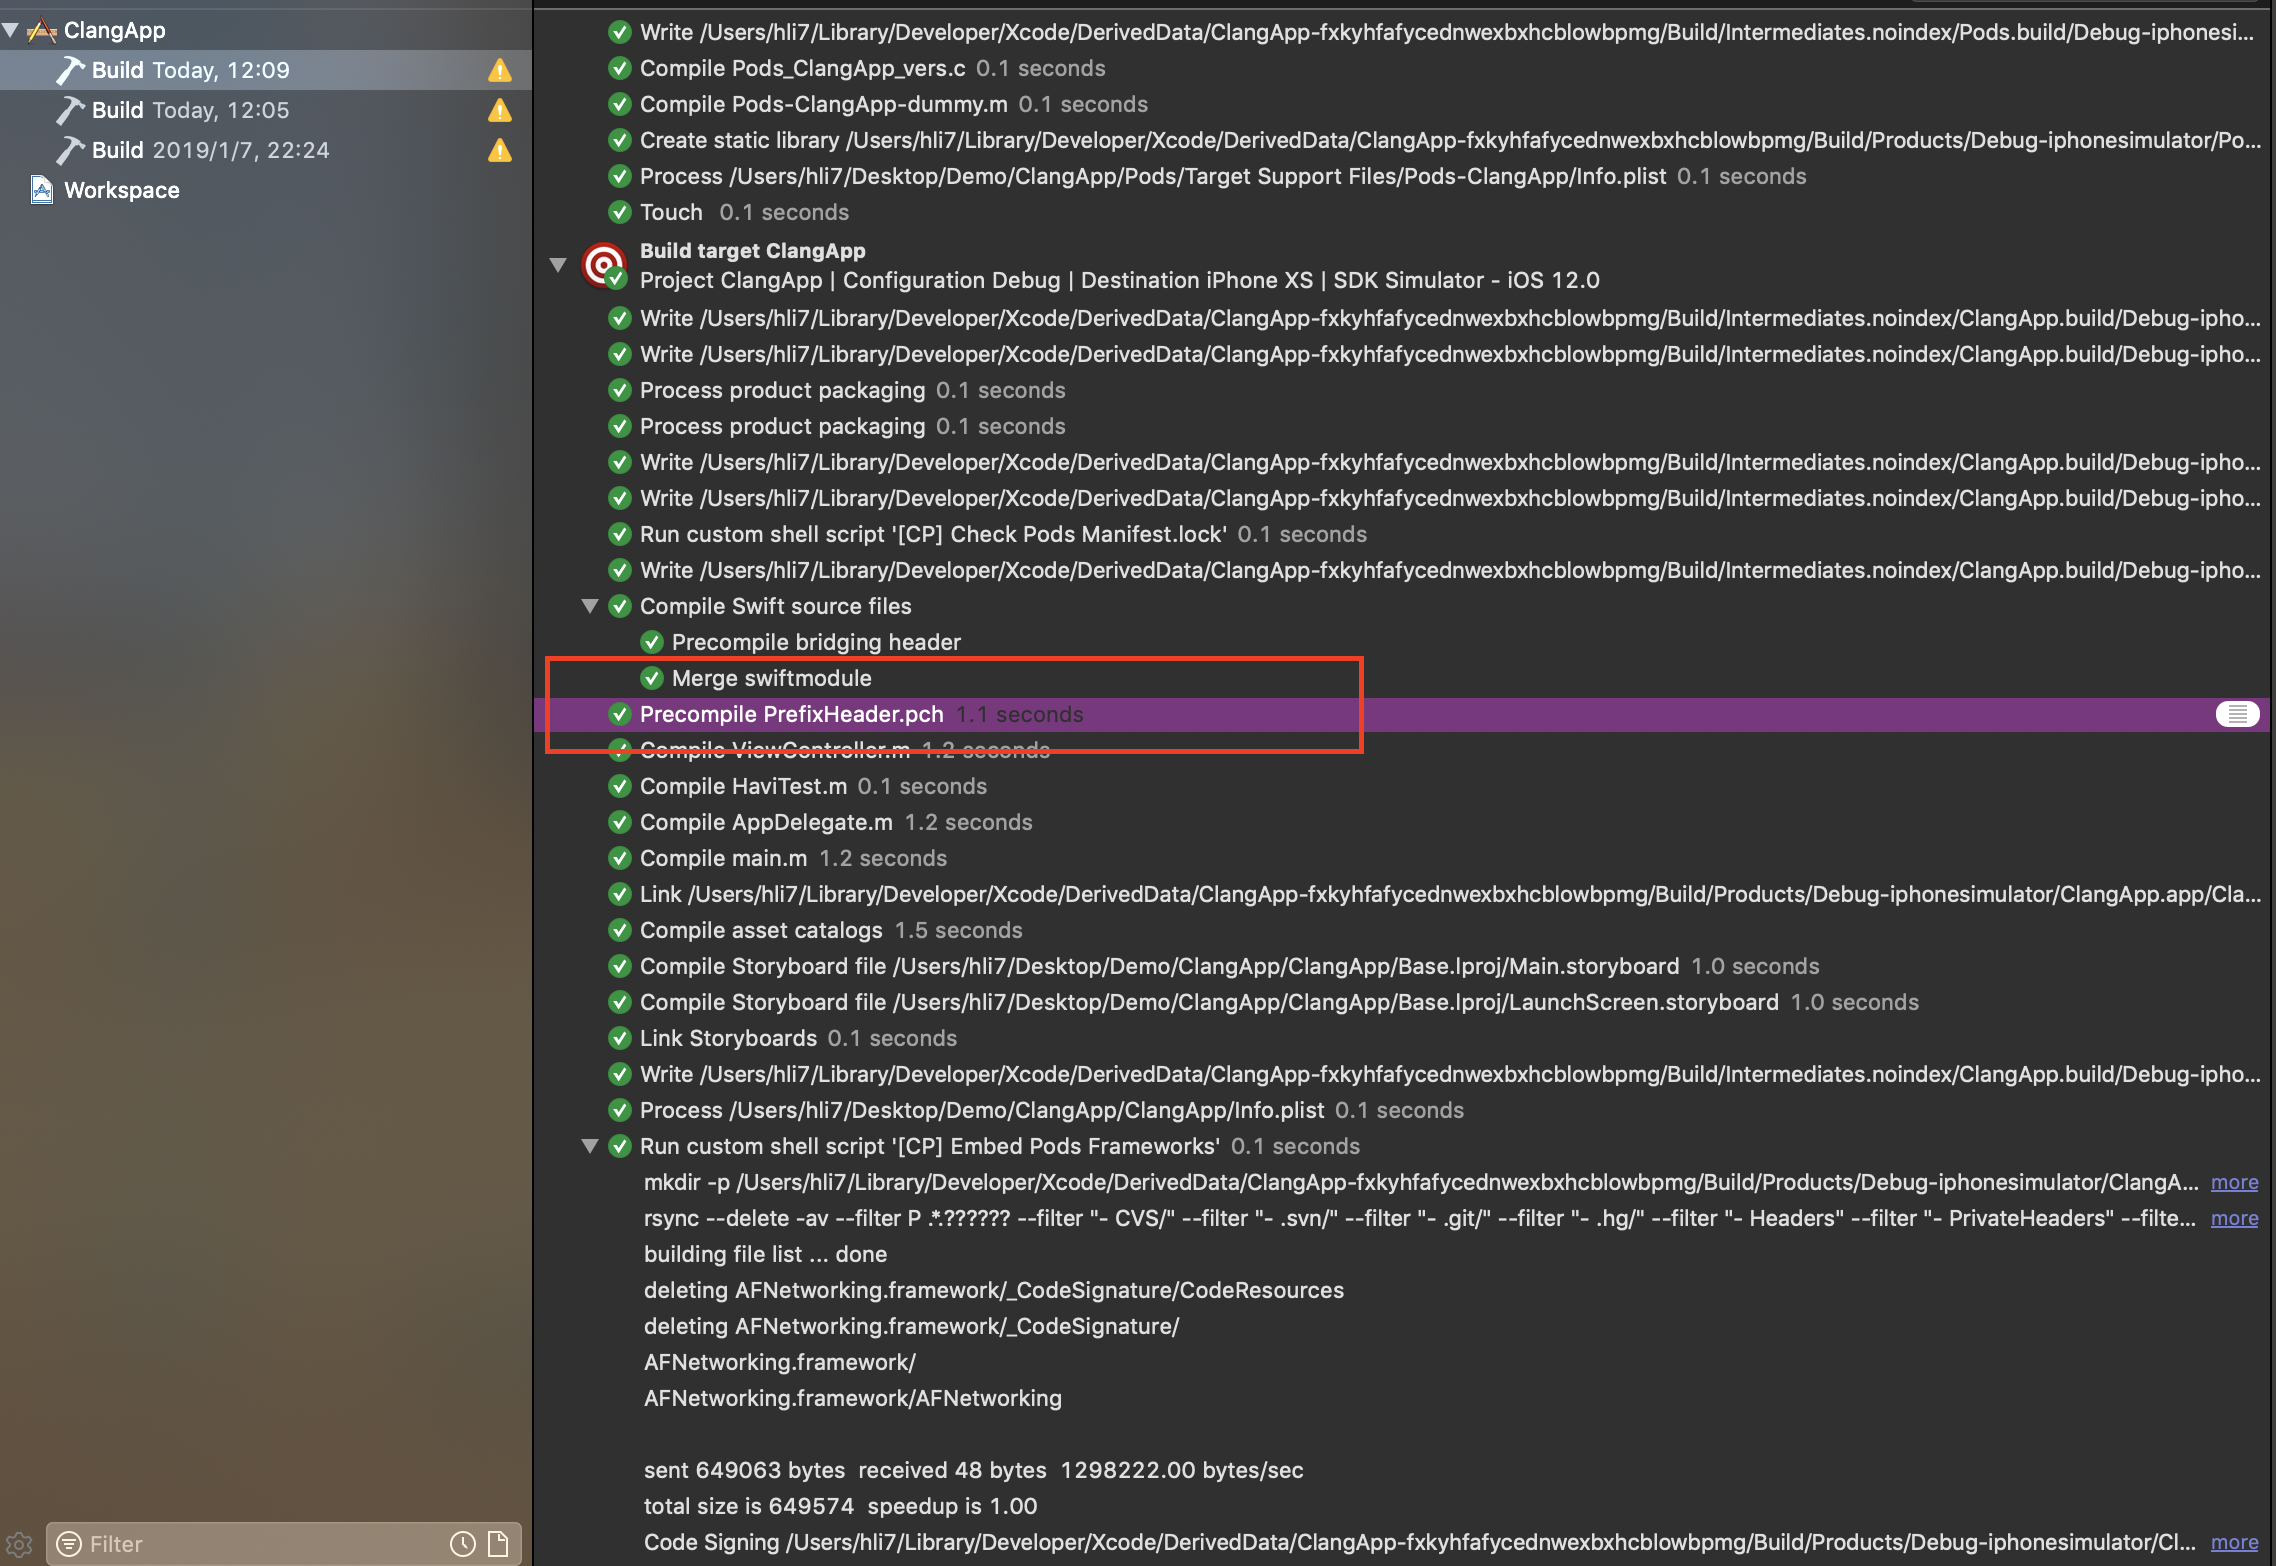 ClangApp
Build Today, 12:09
Build Today, 12:05
Build 2019/1/7, 22:24
Workspace
Filter
Write /Users/hli7/Library/Developer/Xcode/DerivedData/ClangApp-fxkyhfafycednwexbxhcblowbpmg/Build/Intermediates.noindex/Pods.build/Debug-iphonesi...
Compile Pods_ClangApp_vers.c 0.1 seconds
Compile Pods-ClangApp-dummy.m 0.1 seconds
Create static library /Users/hli7/Library/Developer/Xcode/DerivedData/ClangApp-fxkyhfafycednwexbxhcblowbpmg/Build/Products/Debug-iphonesimulator/Po...
Process /Users/hli7/Desktop/Demo/ClangApp/Pods/Target Support Files/Pods-ClangApp/Info.plist 0.1 seconds
Touch 0.1 seconds
Build target ClangApp
Project ClangApp | Configuration Debug | Destination iPhone XS | SDK Simulator - iOS 12.0
Write /Users/hli7/Library/Developer/Xcode/DerivedData/ClangApp-fxkyhfafycednwexbxhcblowbpmg/Build/Intermediates.noindex/ClangApp.build/Debug-ipho...
Write /Users/hli7/Library/Developer/Xcode/DerivedData/ClangApp-fxkyhfafycednwexbxhcblowbpmg/Build/Intermediates.noindex/ClangApp.build/Debug-ipho...
Process product packaging 0.1 seconds
Process product packaging 0.1 seconds
Write /Users/hli7/Library/Developer/Xcode/DerivedData/ClangApp-fxkyhfafycednwexbxhcblowbpmg/Build/Intermediates.noindex/ClangApp.build/Debug-ipho...
Write /Users/hli7/Library/Developer/Xcode/DerivedData/ClangApp-fxkyhfafycednwexbxhcblowbpmg/Build/Intermediates.noindex/ClangApp.build/Debug-ipho...
Run custom shell script '[CP] Check Pods Manifest.lock' 0.1 seconds
Write /Users/hli7/Library/Developer/Xcode/DerivedData/ClangApp-fxkyhfafycednwexbxhcblowbpmg/Build/Intermediates.noindex/ClangApp.build/Debug-ipho...
Compile Swift source files
Precompile bridging header
Merge swiftmodule
Precompile PrefixHeader.pch 1.1 seconds
Compile ViewController.m 1.2 seconds
Compile HaviTest.m 0.1 seconds
Compile AppDelegate.m 1.2 seconds
Compile main.m 1.2 seconds
Link /Users/hli7/Library/Developer/Xcode/DerivedData/ClangApp-fxkyhfafycednwexbxhcblowbpmg/Build/Products/Debug-iphonesimulator/ClangApp.app/Cla...
Compile asset catalogs 1.5 seconds
Compile Storyboard file /Users/hli7/Desktop/Demo/ClangApp/ClangApp/Base.lproj/Main.storyboard 1.0 seconds
Compile Storyboard file /Users/hli7/Desktop/Demo/ClangApp/ClangApp/Base.lproj/LaunchScreen.storyboard 1.0 seconds
Link Storyboards 0.1 seconds
Write /Users/hli7/Library/Developer/Xcode/DerivedData/ClangApp-fxkyhfafycednwexbxhcblowbpmg/Build/Intermediates.noindex/ClangApp.build/Debug-ipho...
Process /Users/hli7/Desktop/Demo/ClangApp/ClangApp/Info.plist 0.1 seconds
Run custom shell script '[CP] Embed Pods Frameworks' 0.1 seconds
mkdir -p /Users/hli7/Library/Developer/Xcode/DerivedData/ClangApp-fxkyhfafycednwexbxhcblowbpmg/Build/Products/Debug-iphonesimulator/ClangA... more
rsync --delete -av --filter P .*.?????? --filter "- CVS/" --filter "- .svn/" --filter "- .git/" --filter "- .hg/" --filter "- Headers" --filter "- PrivateHeaders" --filte... more
building file list ... done
deleting AFNetworking.framework/_CodeSignature/CodeResources
deleting AFNetworking.framework/_CodeSignature/
AFNetworking.framework/
AFNetworking.framework/AFNetworking
sent 649063 bytes received 48 bytes 1298222.00 bytes/sec
total size is 649574 speedup is 1.00
Code Signing /Users/hli7/Library/Developer/Xcode/DerivedData/ClangApp-fxkyhfafycednwexbxhcblowbpmg/Build/Products/Debug-iphonesimulator/Cl... more